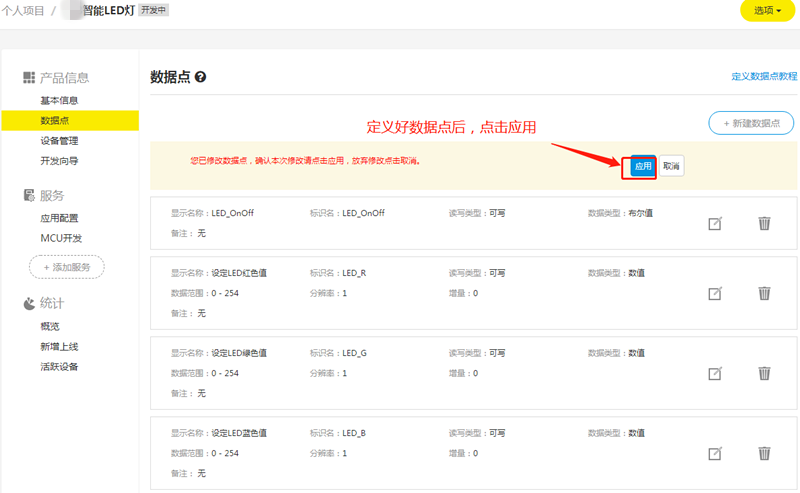 个人项目 / 智能LED灯 开发中
选项
产品信息
基本信息
数据点
设备管理
开发向导
服务
应用配置
MCU开发
+ 添加服务
统计
概览
新增上线
活跃设备
数据点 ?
定义数据点教程
定义好数据点后，点击应用
+ 新建数据点
您已修改数据点，确认本次修改请点击应用，放弃修改点击取消。
应用 取消
显示名称：LED_OnOff 标识名：LED_OnOff 读写类型：可写 数据类型：布尔值
备注： 无
显示名称：设定LED红色值 标识名：LED_R 读写类型：可写 数据类型：数值
数据范围：0 - 254 分辨率：1 增量：0
备注： 无
显示名称：设定LED绿色值 标识名：LED_G 读写类型：可写 数据类型：数值
数据范围：0 - 254 分辨率：1 增量：0
备注： 无
显示名称：设定LED蓝色值 标识名：LED_B 读写类型：可写 数据类型：数值
数据范围：0 - 254 分辨率：1 增量：0
备注： 无